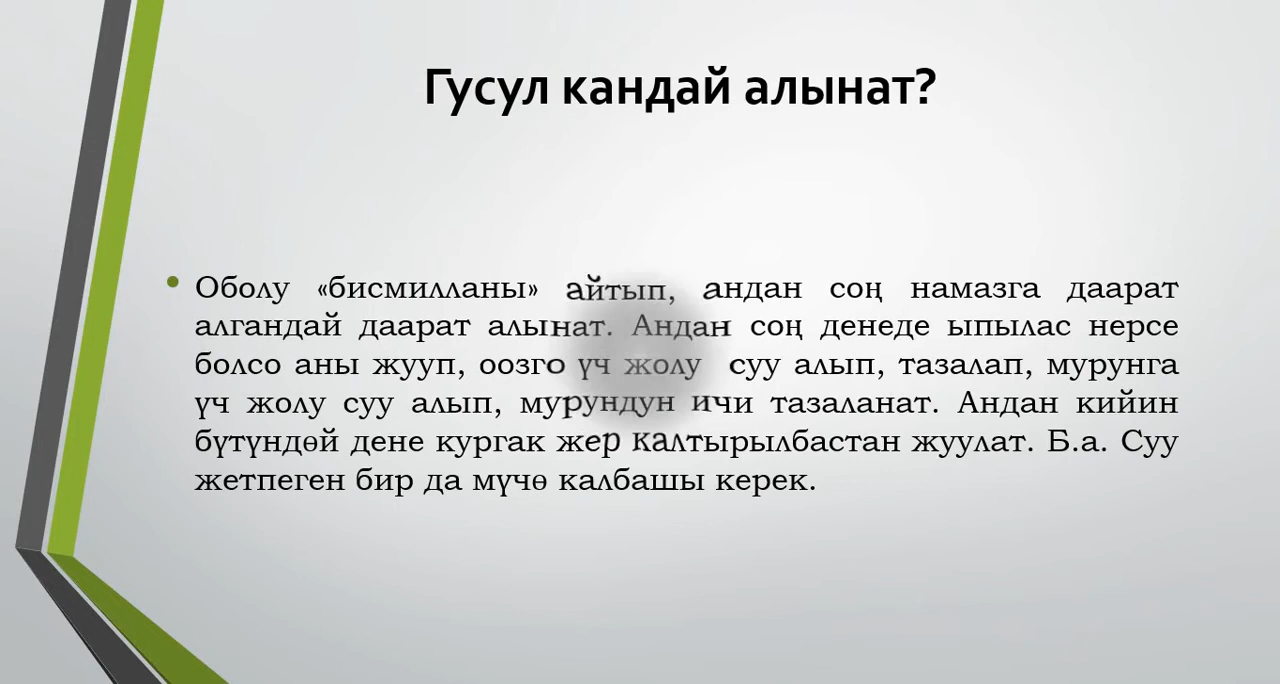 Гусул кандай алынат?
• Оболу «бисмилланы» айтып, андан соң намазга даарат
алгандай даарат алынат. Андан соң денеде ыпылас нерсе
болсо аны жууп, оозго үч жолу суу алып, тазалап, мурунга
үч жолу суу алып, мурундун ичи тазаланат. Андан кийин
бүтүндөй дене кургак жер калтырылбастан жуулат. Б.а. Суу
жетпеген бир да мүчө калбашы керек.